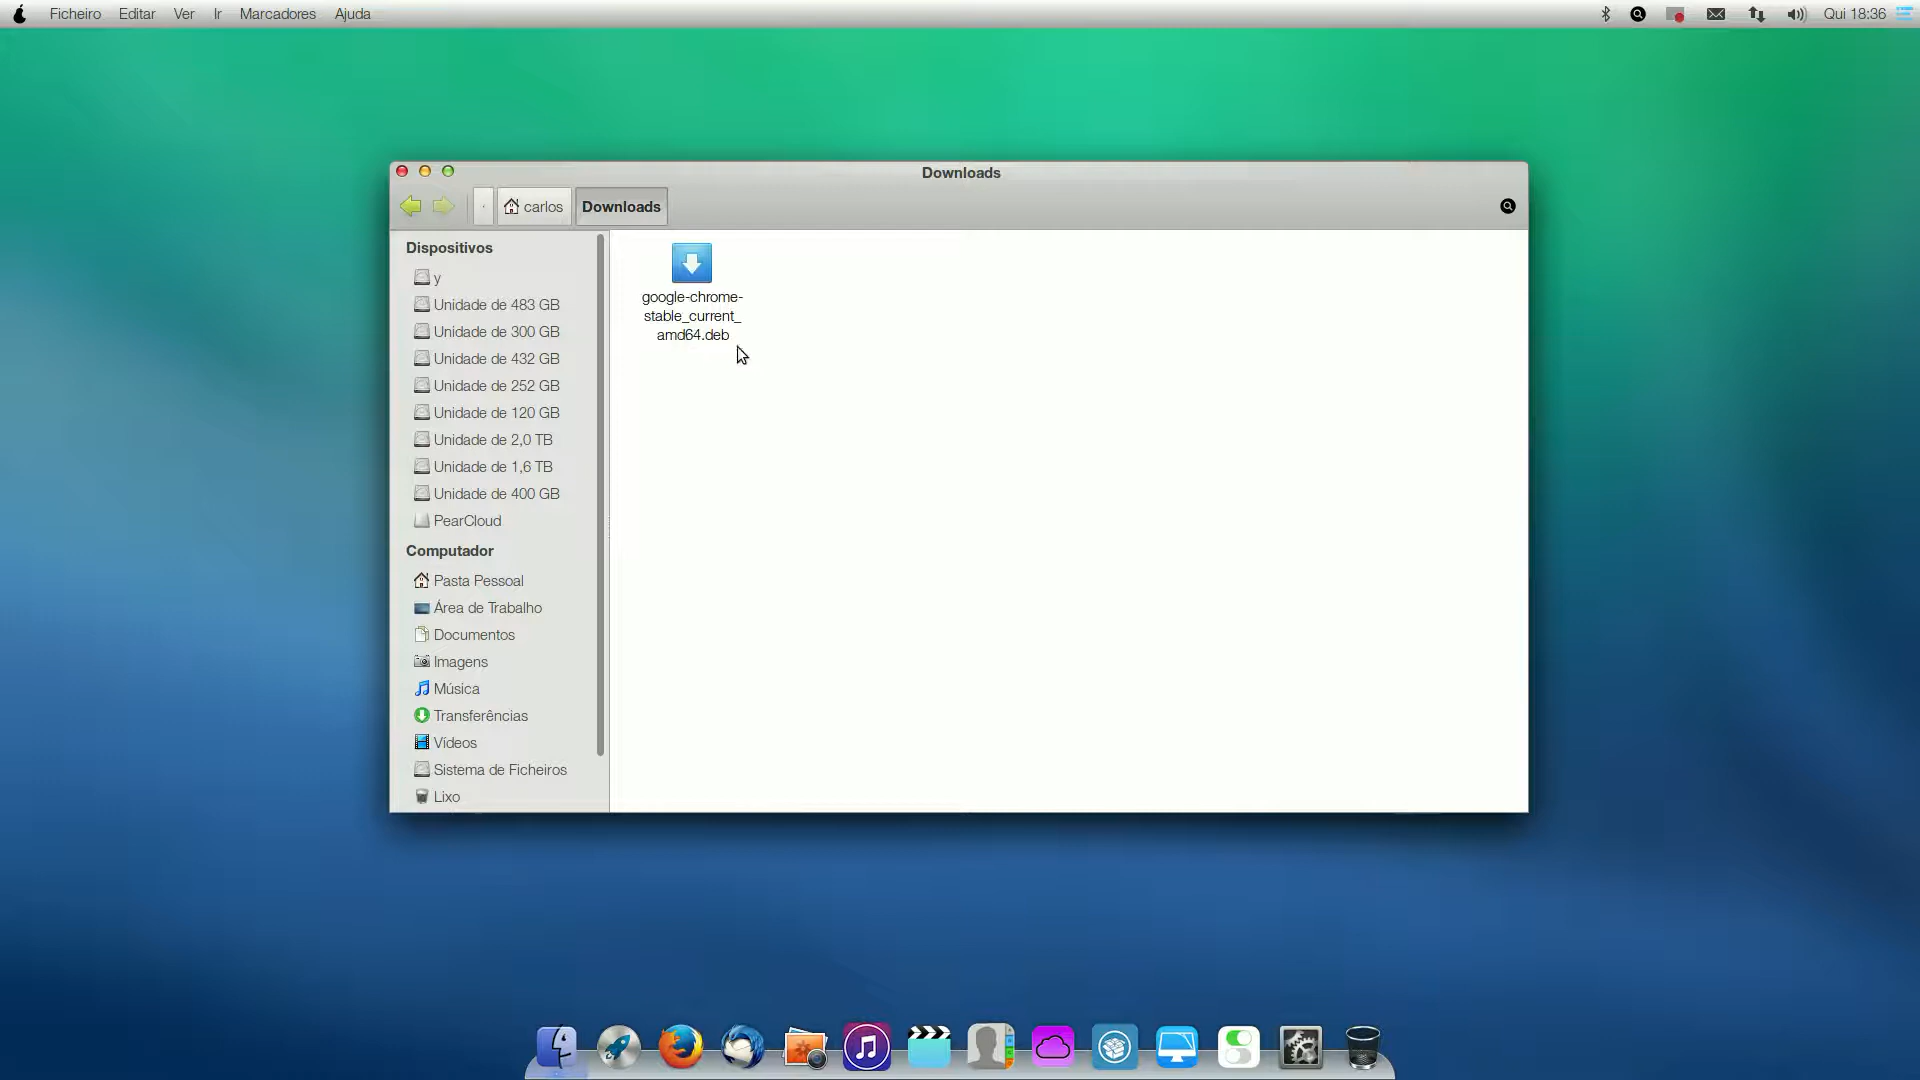 Ficheiro Editar Ver Ir Marcadores Ajuda Qui 18:36
Downloads
carlos Downloads
Dispositivos
y
Unidade de 483 GB
Unidade de 300 GB
Unidade de 432 GB
Unidade de 252 GB
Unidade de 120 GB
Unidade de 2,0 TB
Unidade de 1,6 TB
Unidade de 400 GB
PearCloud
Computador
Pasta Pessoal
Área de Trabalho
Documentos
Imagens
Música
Transferências
Vídeos
Sistema de Ficheiros
Lixo
google-chrome-
stable_current_
amd64.deb